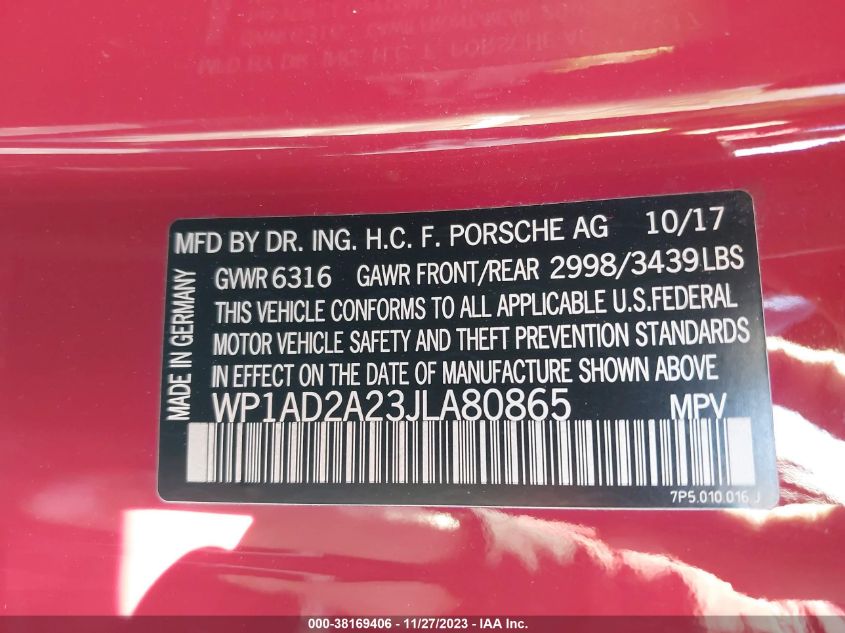 MFD BY DR. ING. H.C. F. PORSCHE AG 10/17
GVWR 6316 GAWR FRONT/REAR 2998/3439 LBS
THIS VEHICLE CONFORMS TO ALL APPLICABLE U.S. FEDERAL
MOTOR VEHICLE SAFETY AND THEFT PREVENTION STANDARDS
IN EFFECT ON THE DATE OF MANUFACTURE SHOWN ABOVE
WP1AD2A23JLA80865 MPV
7P5.010.016.J
MADE IN GERMANY
000-38169406 - 11/27/2023 - IAA Inc.